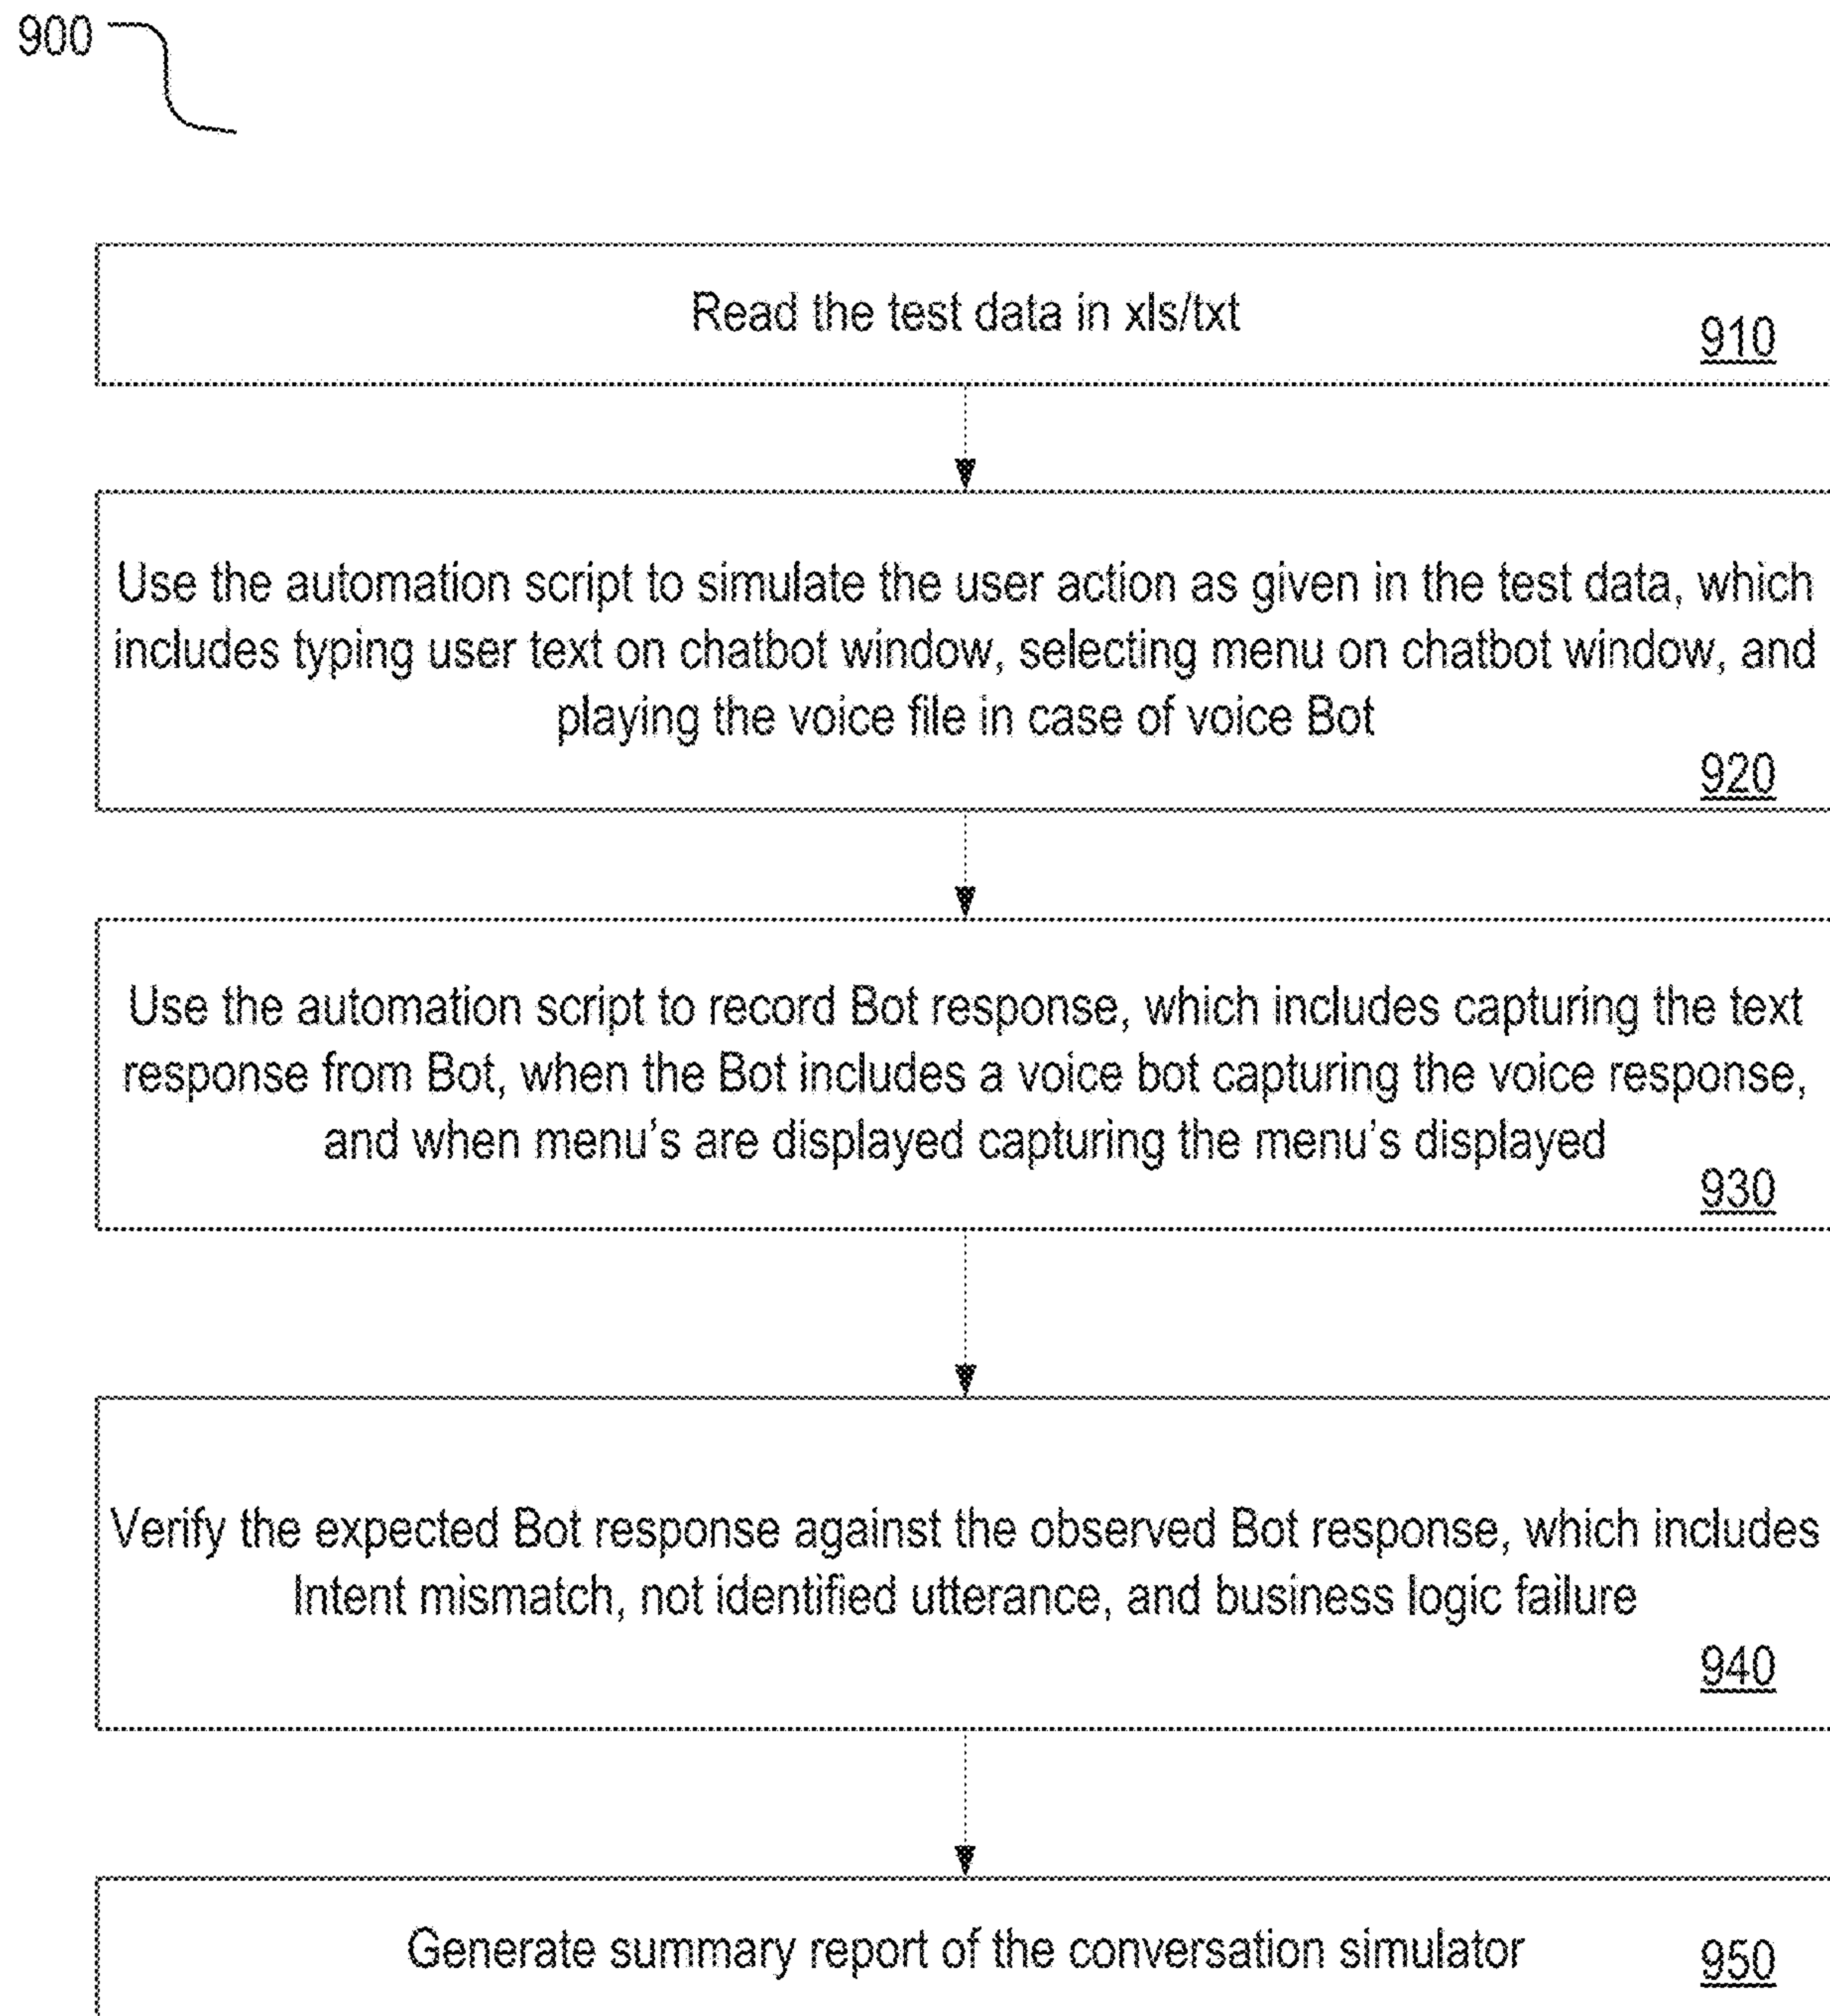 900
Read the test data in xls/txt
910
Use the automation script to simulate the user action as given in the test data, which
includes typing user text on chatbot window, selecting menu on chatbot window, and
playing the voice file in case of voice Bot
920
Use the automation script to record Bot response, which includes capturing the text
response from Bot, when the Bot includes a voice bot capturing the voice response,
and when menu's are displayed capturing the menu's displayed
930
Verify the expected Bot response against the observed Bot response, which includes
Intent mismatch, not identified utterance, and business logic failure
940
Generate summary report of the conversation simulator
950